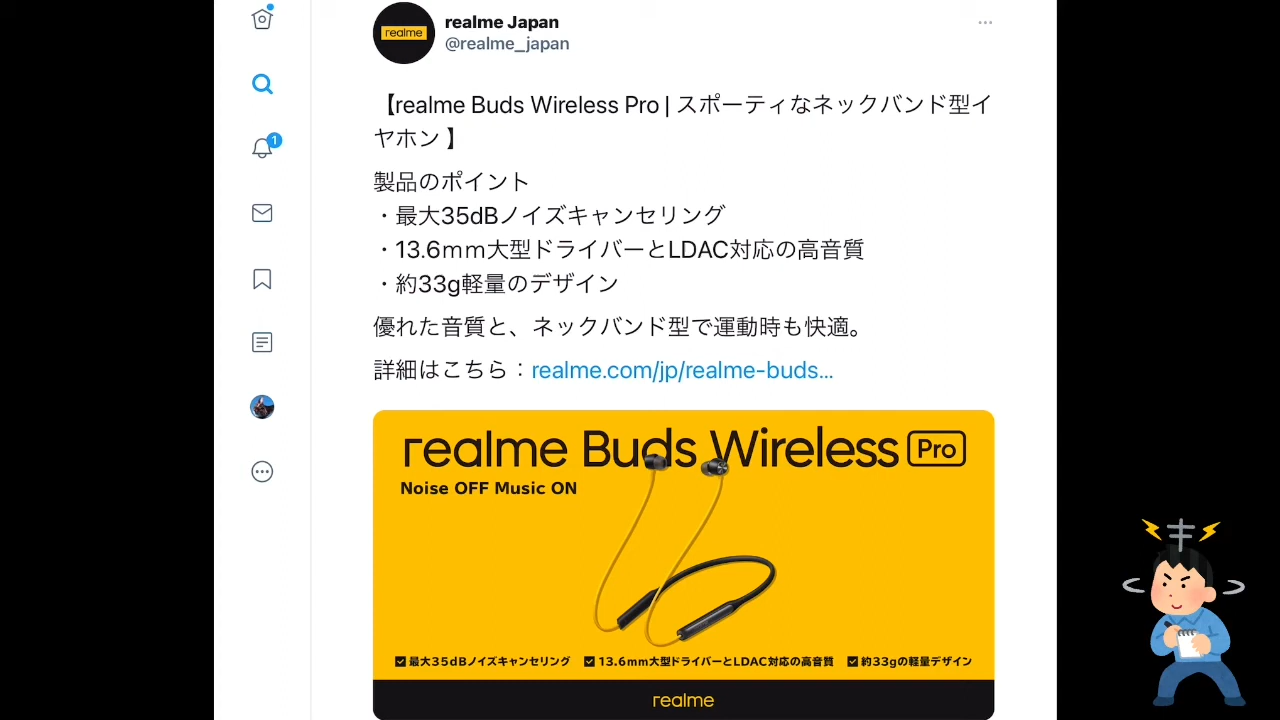 realme
realme Japan
@realme_japan
1
【realme Buds Wireless Pro | スポーティなネックバンド型イ
ヤホン 】
製品のポイント
・最大35dBノイズキャンセリング
・13.6mm大型ドライバーとLDAC対応の高音質
・約33g軽量のデザイン
優れた音質と、ネックバンド型で運動時も快適。
詳細はこちら：realme.com/jp/realme-buds...
realme Buds Wireless Pro
Noise OFF Music ON
最大35dBノイズキャンセリング 13.6mm大型ドライバーとLDAC対応の高音質 約33gの軽量デザイン
realme